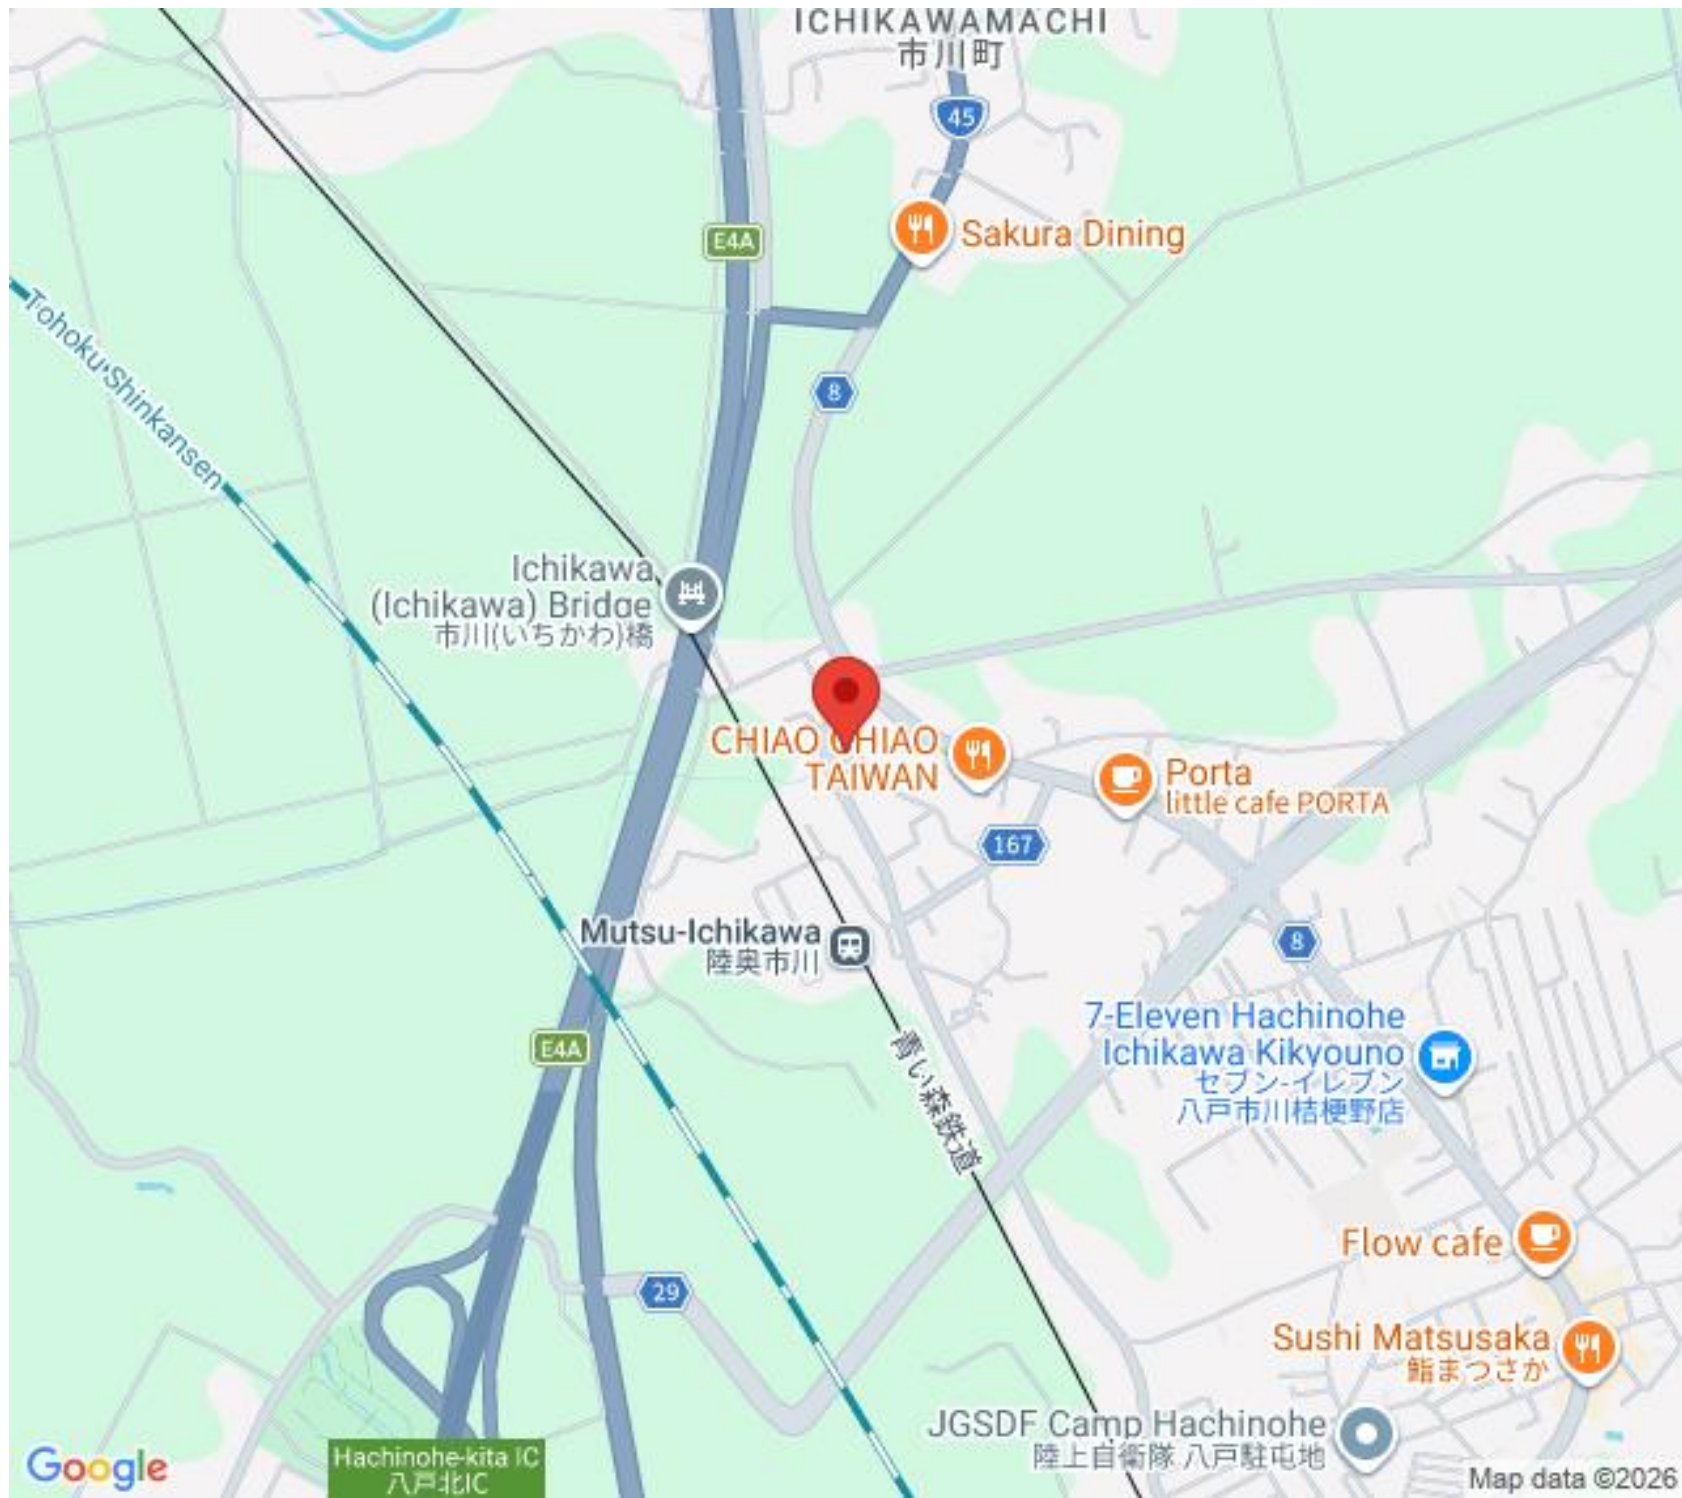 ICHIKAWAMACHI
市川町
45
Sakura Dining
E4A
Tohoku Shinkansen
8
Ichikawa
(Ichikawa) Bridge
市川(いちかわ)橋
CHIAO CHIAO
TAIWAN
Porta
little cafe PORTA
167
Mutsu-Ichikawa
陸奥市川
8
7-Eleven Hachinohe
Ichikawa Kikyouno
セブン-イレブン
八戸市川桔梗野店
E4A
青い森鉄道
Flow cafe
29
Sushi Matsusaka
鮨まつさか
JGSDF Camp Hachinohe
陸上自衛隊 八戸駐屯地
Hachinohe-kita IC
八戸北IC
Google
Map data ©2026